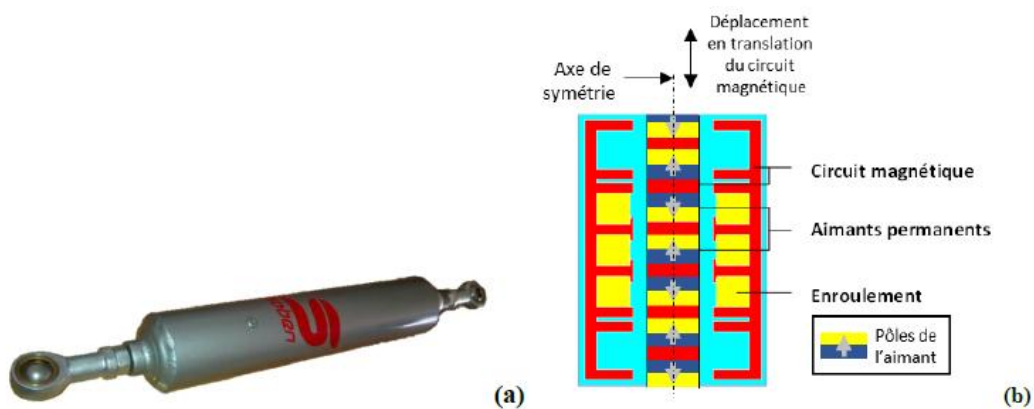 Déplacement
en translation
du circuit
magnétique
Axe de
symétrie
Circuit magnétique
Aimants permanents
Enroulement
Pôles de
l'aimant
(a)
(b)